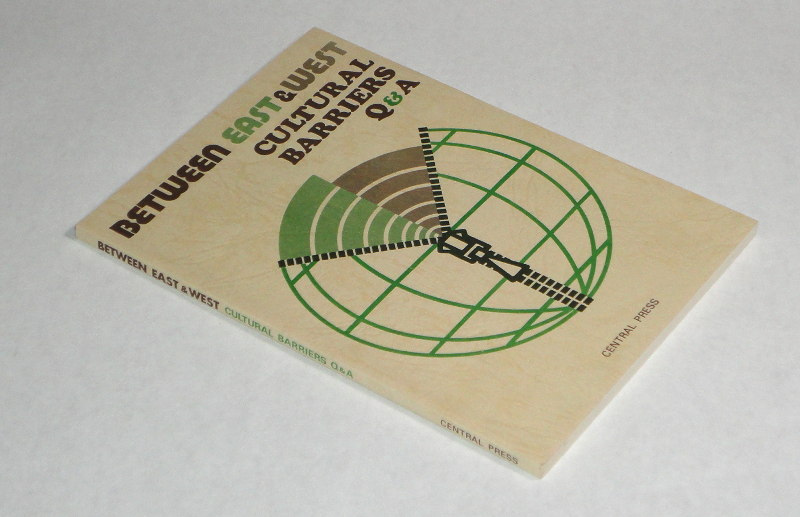 BETWEEN EAST & WEST
CULTURAL
BARRIERS
Q&A
CENTRAL PRESS
BETWEEN EAST & WEST CULTURAL BARRIERS Q&A CENTRAL PRESS